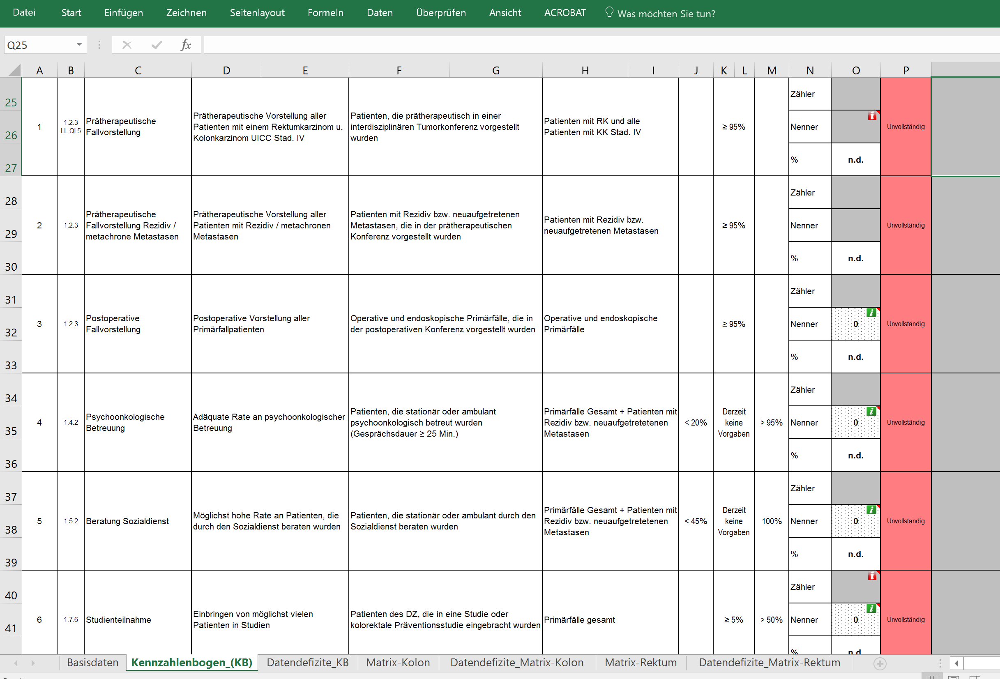 Datei Start Einfügen Zeichnen Seitenlayout Formeln Daten Überprüfen Ansicht ACROBAT Was möchten Sie tun?
Q25 fx
A B C D E F G H I J K L M N O P
25
26
27
1
1.2.3
LL QI 5
Prätherapeutische
Fallvorstellung
Prätherapeutische Vorstellung aller
Patienten mit einem Rektumkarzinom u.
Kolonkarzinom UICC Stad. IV
Patienten, die prätherapeutisch in einer
interdisziplinären Tumorkonferenz vorgestellt
wurden
Patienten mit RK und alle
Patienten mit KK Stad. IV
≥ 95%
Zähler
Nenner
% n.d.
Unvollständig
28
29
30
2
1.2.3
Prätherapeutische
Fallvorstellung Rezidiv /
metachrone Metastasen
Prätherapeutische Vorstellung aller
Patienten mit Rezidiv / metachronen
Metastasen
Patienten mit Rezidiv bzw. neuaufgetretenen
Metastasen, die in der prätherapeutischen
Konferenz vorgestellt wurden
Patienten mit Rezidiv bzw.
neuaufgetretenen Metastasen
≥ 95%
Zähler
Nenner
% n.d.
Unvollständig
31
32
33
3
1.2.3
Postoperative
Fallvorstellung
Postoperative Vorstellung aller
Primärfallpatienten
Operative und endoskopische Primärfälle, die in
der postoperativen Konferenz vorgestellt wurden
Operative und endoskopische
Primärfälle
≥ 95%
Zähler
Nenner 0
% n.d.
Unvollständig
34
35
36
4
1.4.2
Psychoonkologische
Betreuung
Adäquate Rate an psychoonkologischer
Betreuung
Patienten, die stationär oder ambulant
psychoonkologisch betreut wurden
(Gesprächsdauer ≥ 25 Min.)
Primärfälle Gesamt + Patienten mit
Rezidiv bzw. neuaufgetretetenen
Metastasen
< 20%
Derzeit
keine
Vorgaben
> 95%
Zähler
Nenner 0
% n.d.
Unvollständig
37
38
39
5
1.5.2
Beratung Sozialdienst
Möglichst hohe Rate an Patienten, die
durch den Sozialdienst beraten wurden
Patienten, die stationär oder ambulant durch den
Sozialdienst beraten wurden
Primärfälle Gesamt + Patienten mit
Rezidiv bzw. neuaufgetretetenen
Metastasen
< 45%
Derzeit
keine
Vorgaben
100%
Zähler
Nenner 0
% n.d.
Unvollständig
40
41
6
1.7.6
Studienteilnahme
Einbringen von möglichst vielen
Patienten in Studien
Patienten des DZ, die in eine Studie oder
kolorektale Präventionsstudie eingebracht wurden
Primärfälle gesamt
≥ 5%
> 50%
Zähler
Nenner 0
% n.d.
Unvollständig
Basisdaten Kennzahlenbogen_(KB) Datendefizite_KB Matrix-Kolon Datendefizite_Matrix-Kolon Matrix-Rektum Datendefizite_Matrix-Rektum